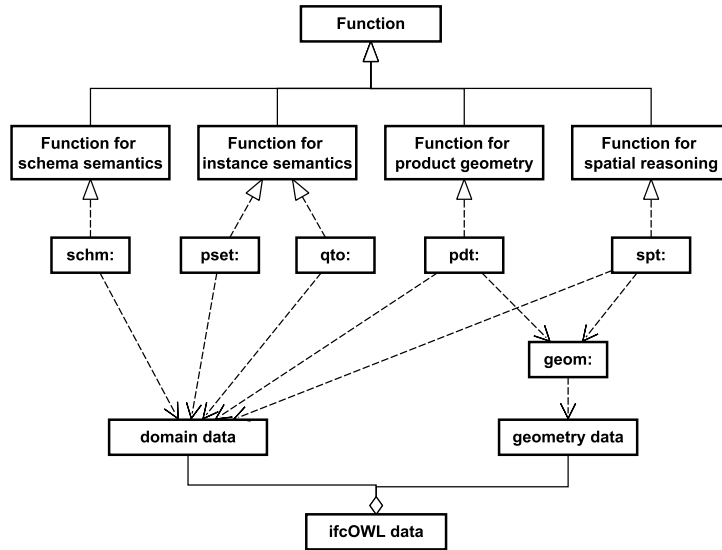 Function
Function for
schema semantics
Function for
instance semantics
Function for
product geometry
Function for
spatial reasoning
schm:
pset:
qto:
pdt:
spt:
geom:
domain data
geometry data
ifcOWL data